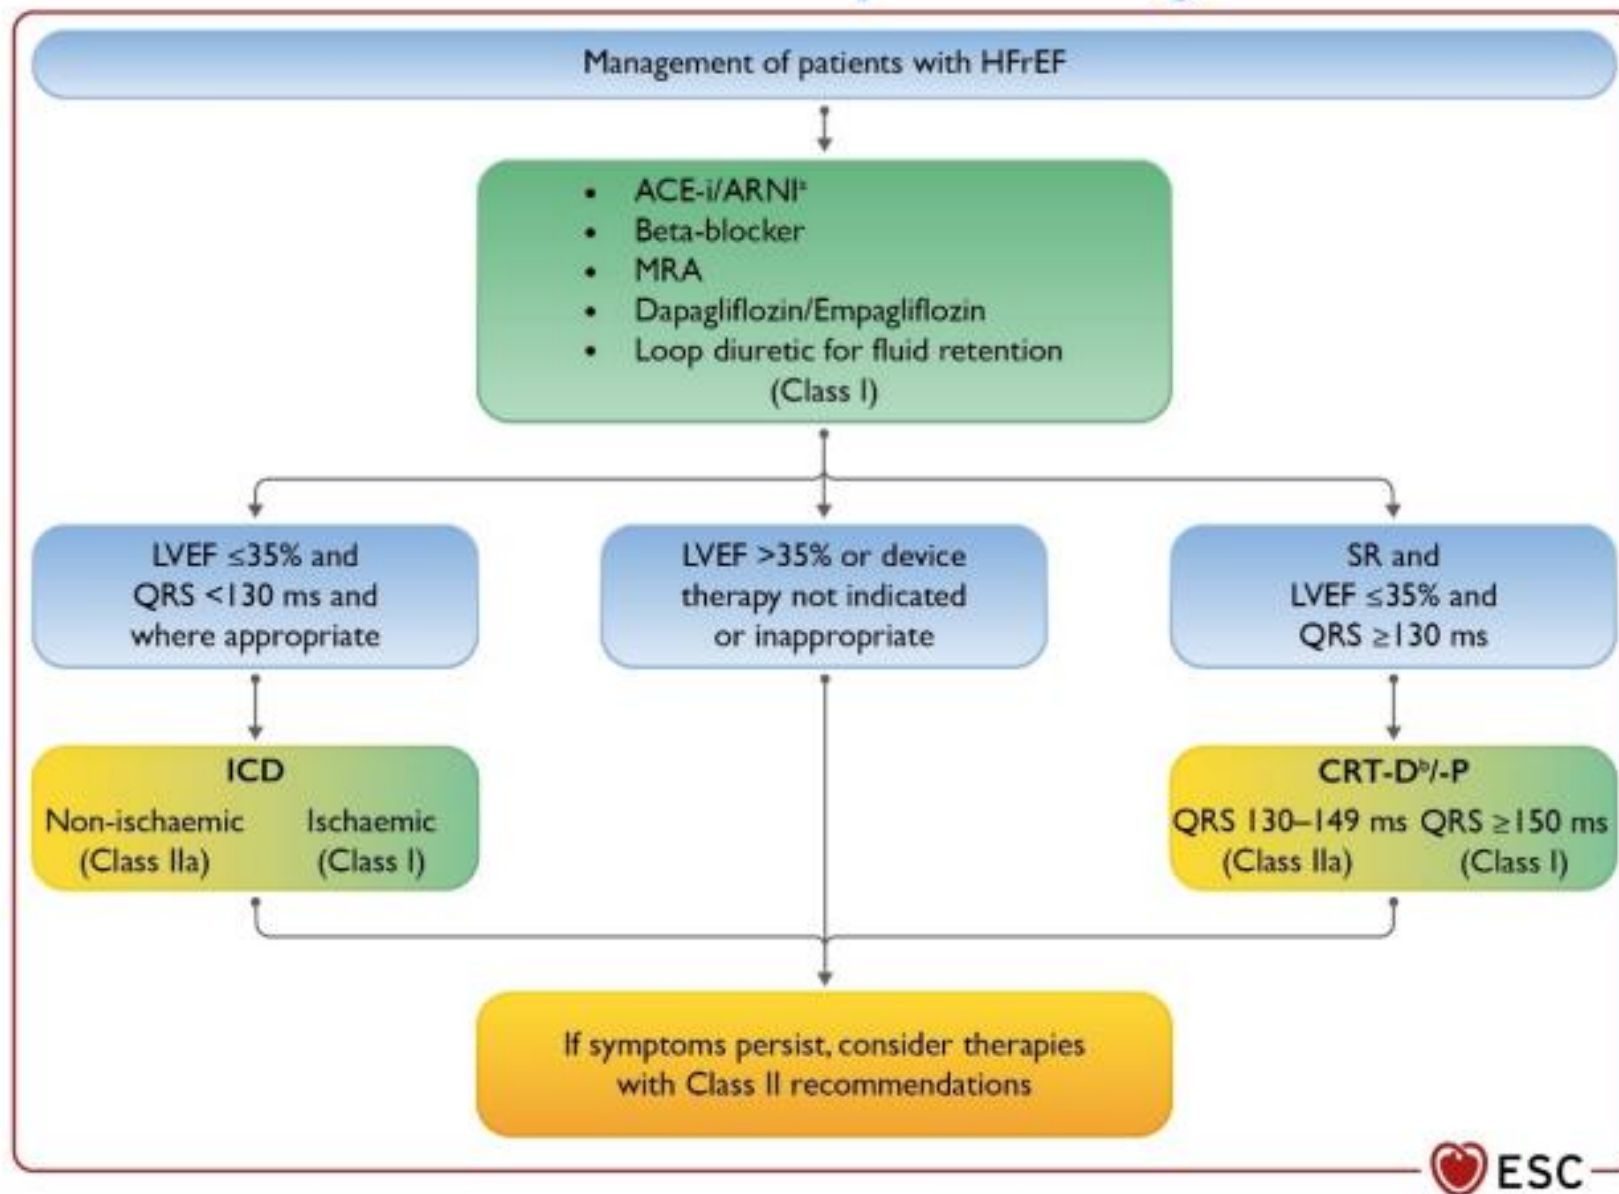 Management of patients with HFrEF
• ACE-i/ARNIª
• Beta-blocker
• MRA
• Dapagliflozin/Empagliflozin
• Loop diuretic for fluid retention
(Class I)
LVEF ≤35% and
QRS <130 ms and
where appropriate
LVEF >35% or device
therapy not indicated
or inappropriate
SR and
LVEF ≤35% and
QRS ≥130 ms
ICD
Non-ischaemic
(Class IIa)
Ischaemic
(Class I)
CRT-Dᵇ/-P
QRS 130–149 ms
(Class IIa)
QRS ≥150 ms
(Class I)
If symptoms persist, consider therapies
with Class II recommendations
ESC